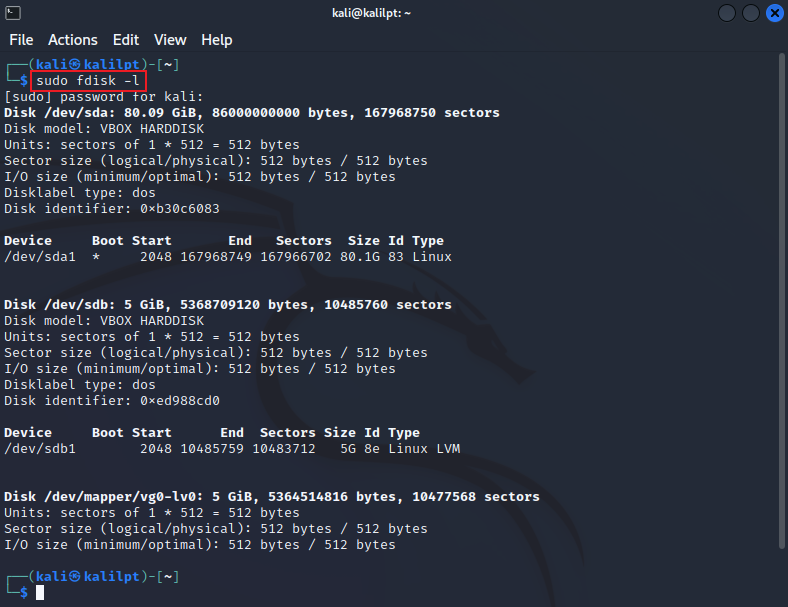 kali@kalilpt: ~
File Actions Edit View Help
┌──(kali㉿kalilpt)-[~]
└─$ sudo fdisk -l
[sudo] password for kali:
Disk /dev/sda: 80.09 GiB, 86000000000 bytes, 167968750 sectors
Disk model: VBOX HARDDISK
Units: sectors of 1 * 512 = 512 bytes
Sector size (logical/physical): 512 bytes / 512 bytes
I/O size (minimum/optimal): 512 bytes / 512 bytes
Disklabel type: dos
Disk identifier: 0×b30c6083
Device     Boot Start       End   Sectors  Size Id Type
/dev/sda1  *     2048 167968749 167966702 80.1G 83 Linux
Disk /dev/sdb: 5 GiB, 5368709120 bytes, 10485760 sectors
Disk model: VBOX HARDDISK
Units: sectors of 1 * 512 = 512 bytes
Sector size (logical/physical): 512 bytes / 512 bytes
I/O size (minimum/optimal): 512 bytes / 512 bytes
Disklabel type: dos
Disk identifier: 0×ed988cd0
Device     Boot Start      End  Sectors Size Id Type
/dev/sdb1        2048 10485759 10483712   5G 8e Linux LVM
Disk /dev/mapper/vg0-lv0: 5 GiB, 5364514816 bytes, 10477568 sectors
Units: sectors of 1 * 512 = 512 bytes
Sector size (logical/physical): 512 bytes / 512 bytes
I/O size (minimum/optimal): 512 bytes / 512 bytes
┌──(kali㉿kalilpt)-[~]
└─$